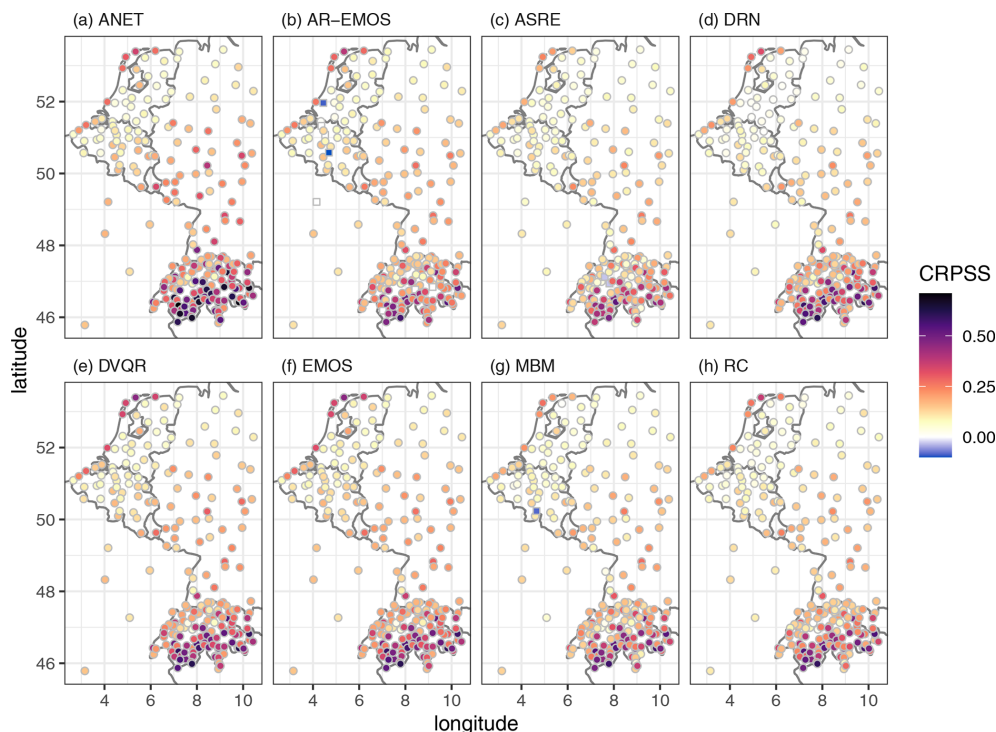 (a) ANET (b) AR−EMOS (c) ASRE (d) DRN
52
50
48
46
(e) DVQR (f) EMOS (g) MBM (h) RC
52
50
48
46
4 6 8 10 4 6 8 10 4 6 8 10 4 6 8 10
longitude
latitude
CRPSS
0.50
0.25
0.00